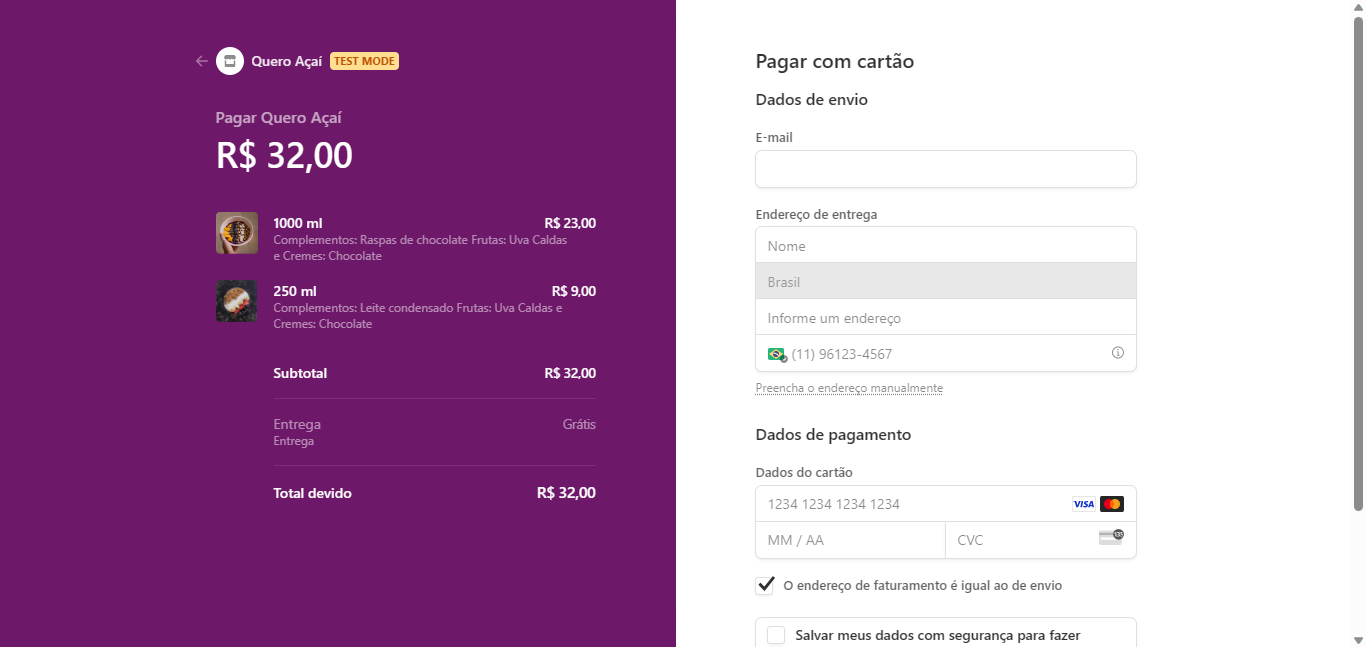 Quero Açaí TEST MODE
Pagar Quero Açaí
R$ 32,00
1000 ml R$ 23,00
Complementos: Raspas de chocolate Frutas: Uva Caldas
e Cremes: Chocolate
250 ml R$ 9,00
Complementos: Leite condensado Frutas: Uva Caldas e
Cremes: Chocolate
Subtotal R$ 32,00
Entrega Grátis
Entrega
Total devido R$ 32,00
Pagar com cartão
Dados de envio
E-mail
Endereço de entrega
Nome
Brasil
Informe um endereço
(11) 96123-4567
Preencha o endereço manualmente
Dados de pagamento
Dados do cartão
1234 1234 1234 1234 VISA
MM / AA CVC 135
O endereço de faturamento é igual ao de envio
Salvar meus dados com segurança para fazer